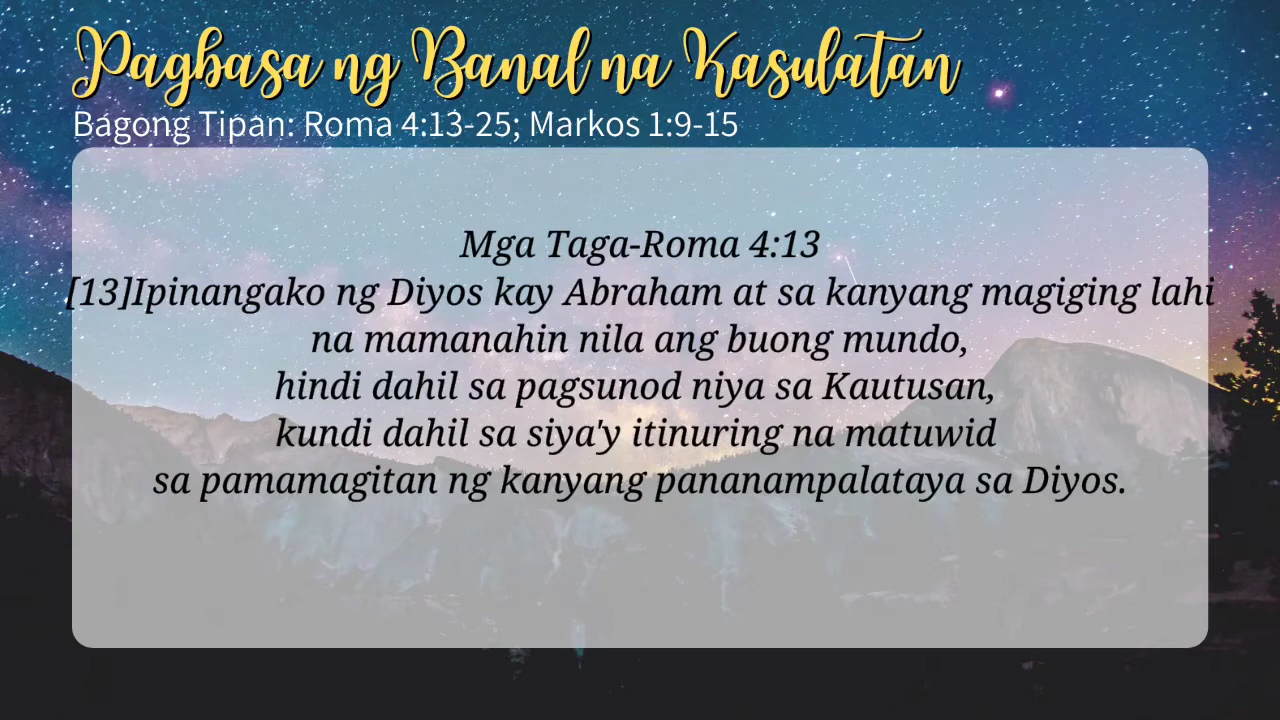 Pagbasa ng Banal na Kasulatan
Bagong Tipan: Roma 4:13-25; Markos 1:9-15
Mga Taga-Roma 4:13
[13]Ipinangako ng Diyos kay Abraham at sa kanyang magiging lahi
na mamanahin nila ang buong mundo,
hindi dahil sa pagsunod niya sa Kautusan,
kundi dahil sa siya'y itinuring na matuwid
sa pamamagitan ng kanyang pananampalataya sa Diyos.